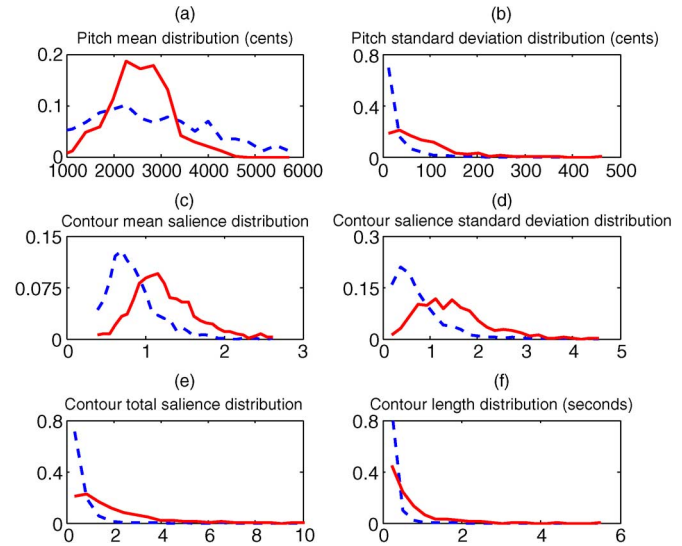 (a)
Pitch mean distribution (cents)
0.2
0.1
0
1000 2000 3000 4000 5000 6000
(b)
Pitch standard deviation distribution (cents)
0.8
0.4
0
0 100 200 300 400 500
(c)
Contour mean salience distribution
0.15
0.075
0
0 1 2 3
(d)
Contour salience standard deviation distribution
0.3
0.15
0
0 1 2 3 4 5
(e)
Contour total salience distribution
0.8
0.4
0
0 2 4 6 8 10
(f)
Contour length distribution (seconds)
0.8
0.4
0
0 2 4 6